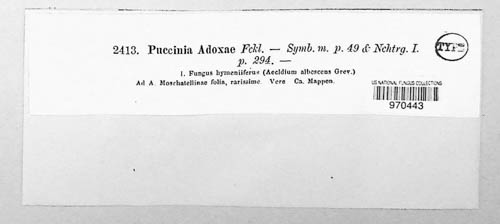 2413. Puccinia Adoxae Fckl. — Symb. m. p. 49 & Nchtrg. I.
p. 294. —
I. Fungus hymeniiferus (Aecidium albescens Grev.)
Ad A. Moschatellinae folia, rarissime. Vere Ca. Mappen.
TYPE
US NATIONAL FUNGUS COLLECTIONS
970443